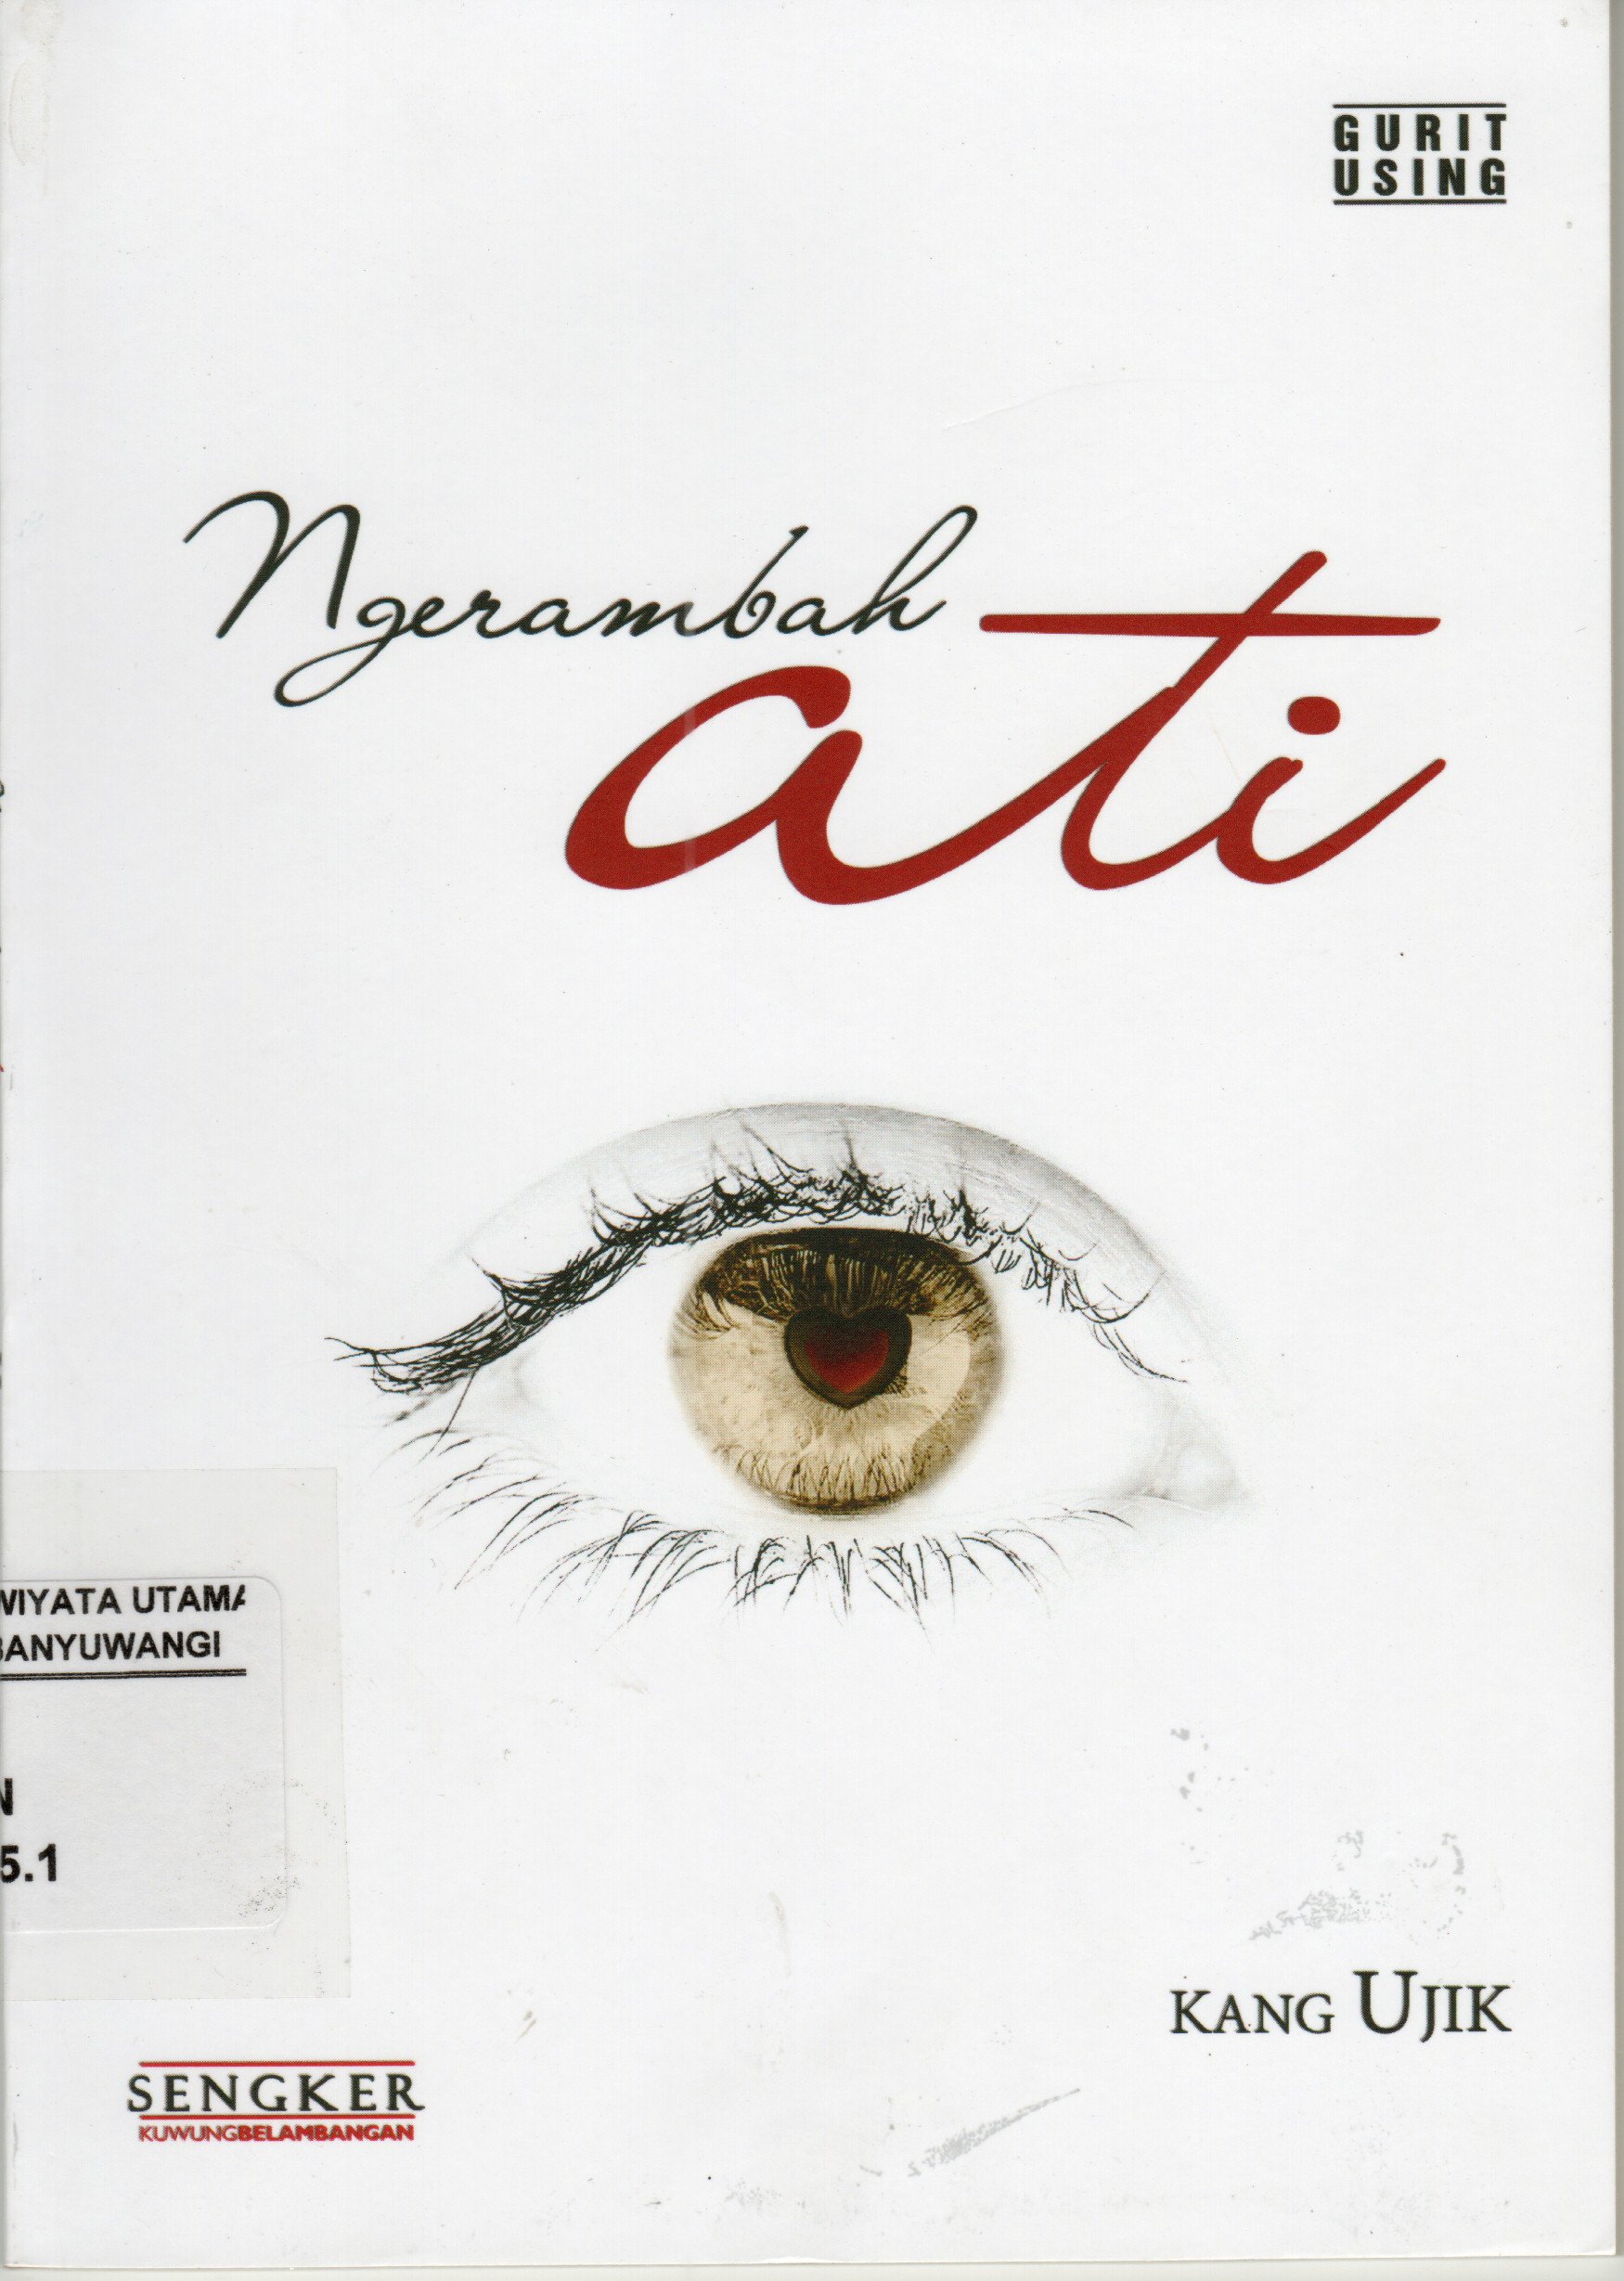 GURIT
USING
Ngerambah
ati
WIYATA UTAMA
BANYUWANGI
N
5.1
KANG UJIK
SENGKER
KUWUNGBELAMBANGAN